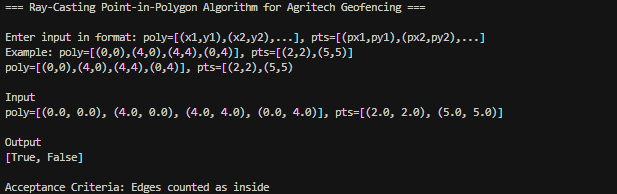 === Ray-Casting Point-in-Polygon Algorithm for Agritech Geofencing ===
Enter input in format: poly=[(x1,y1),(x2,y2),...], pts=[(px1,py1),(px2,py2),...]
Example: poly=[(0,0),(4,0),(4,4),(0,4)], pts=[(2,2),(5,5)]
poly=[(0,0),(4,0),(4,4),(0,4)], pts=[(2,2),(5,5)
Input
poly=[(0.0, 0.0), (4.0, 0.0), (4.0, 4.0), (0.0, 4.0)], pts=[(2.0, 2.0), (5.0, 5.0)]
Output
[True, False]
Acceptance Criteria: Edges counted as inside